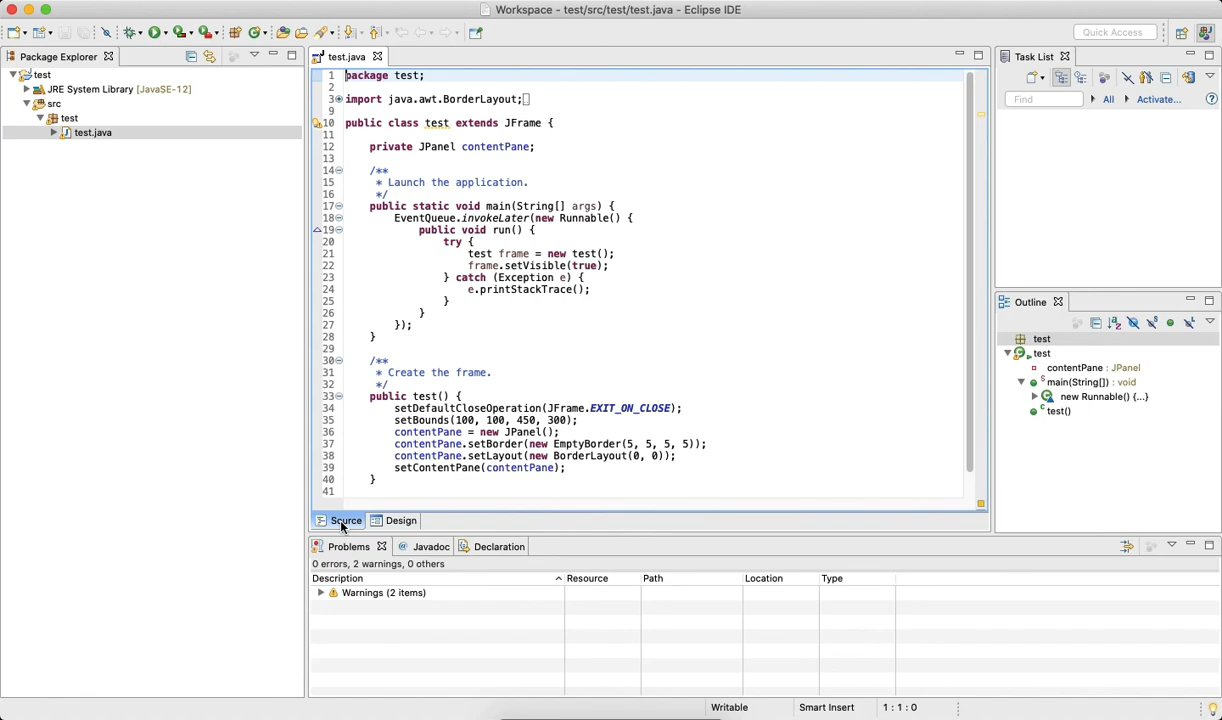 Workspace - test/src/test/test.java - Eclipse IDE
Quick Access
Package Explorer
test
JRE System Library [JavaSE-12]
src
test
test.java
test.java
1 package test;
2
3 import java.awt.BorderLayout;
9
10 public class test extends JFrame {
11
12 private JPanel contentPane;
13
14 /**
15 * Launch the application.
16 */
17 public static void main(String[] args) {
18 EventQueue.invokeLater(new Runnable() {
19 public void run() {
20 try {
21 test frame = new test();
22 frame.setVisible(true);
23 } catch (Exception e) {
24 e.printStackTrace();
25 }
26 }
27 });
28 }
29
30 /**
31 * Create the frame.
32 */
33 public test() {
34 setDefaultCloseOperation(JFrame.EXIT_ON_CLOSE);
35 setBounds(100, 100, 450, 300);
36 contentPane = new JPanel();
37 contentPane.setBorder(new EmptyBorder(5, 5, 5, 5));
38 contentPane.setLayout(new BorderLayout(0, 0));
39 setContentPane(contentPane);
40 }
41
Source Design
Task List
Find All Activate...
Outline
test
test
contentPane : JPanel
main(String[]) : void
new Runnable() {...}
test()
Problems Javadoc Declaration
0 errors, 2 warnings, 0 others
Description Resource Path Location Type
Warnings (2 items)
Writable Smart Insert 1 : 1 : 0